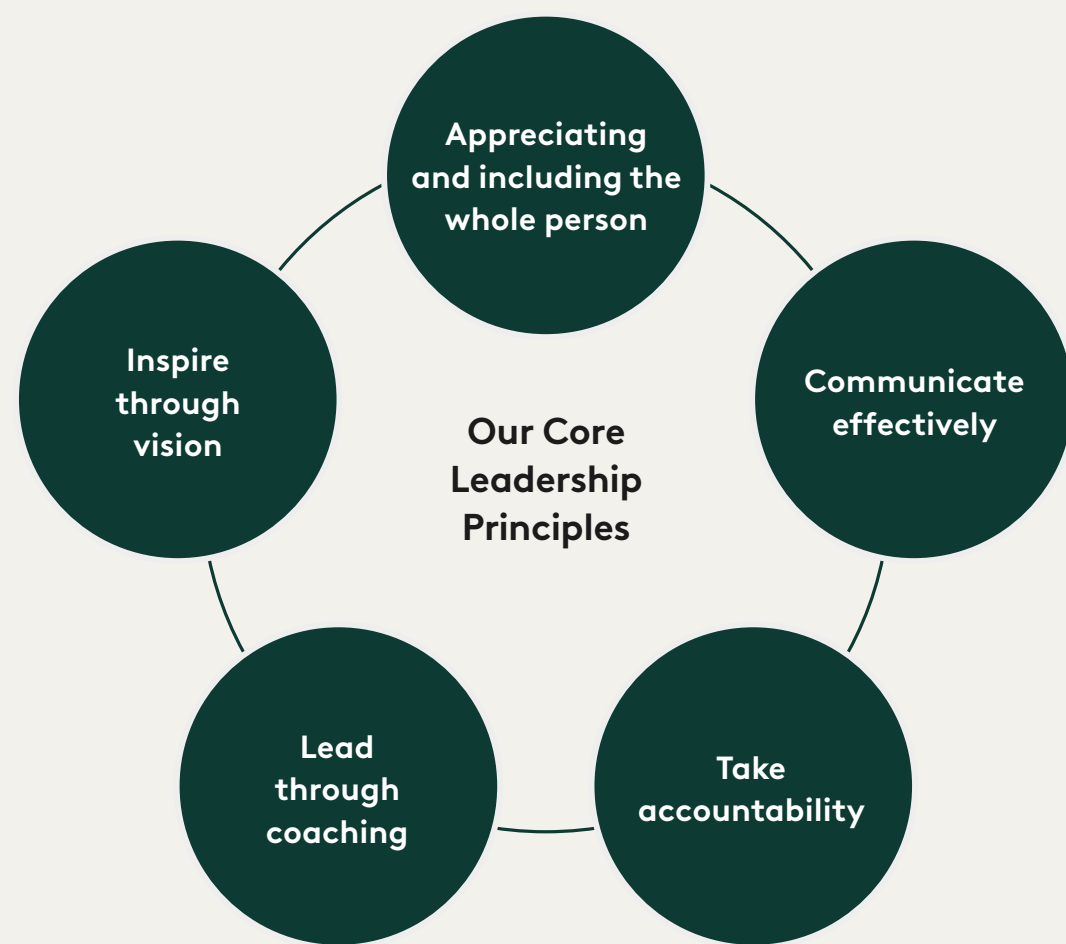 Appreciating
and including the
whole person
Communicate
effectively
Take
accountability
Lead
through
coaching
Inspire
through
vision
Our Core
Leadership
Principles